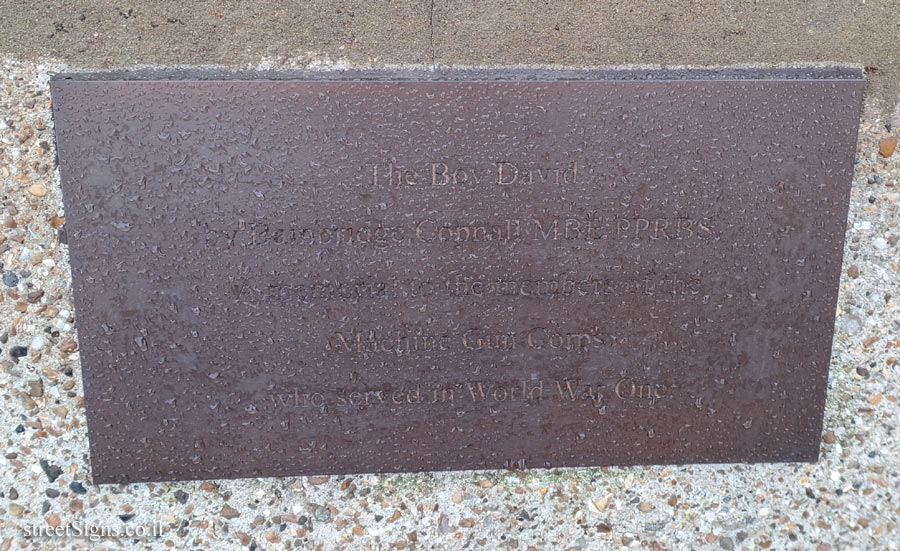 The Boy David
by Bainbridge Copnall MBE PPRBS
A memorial to the members of the
Machine Gun Corps
who served in World War One
streetSigns.co.il